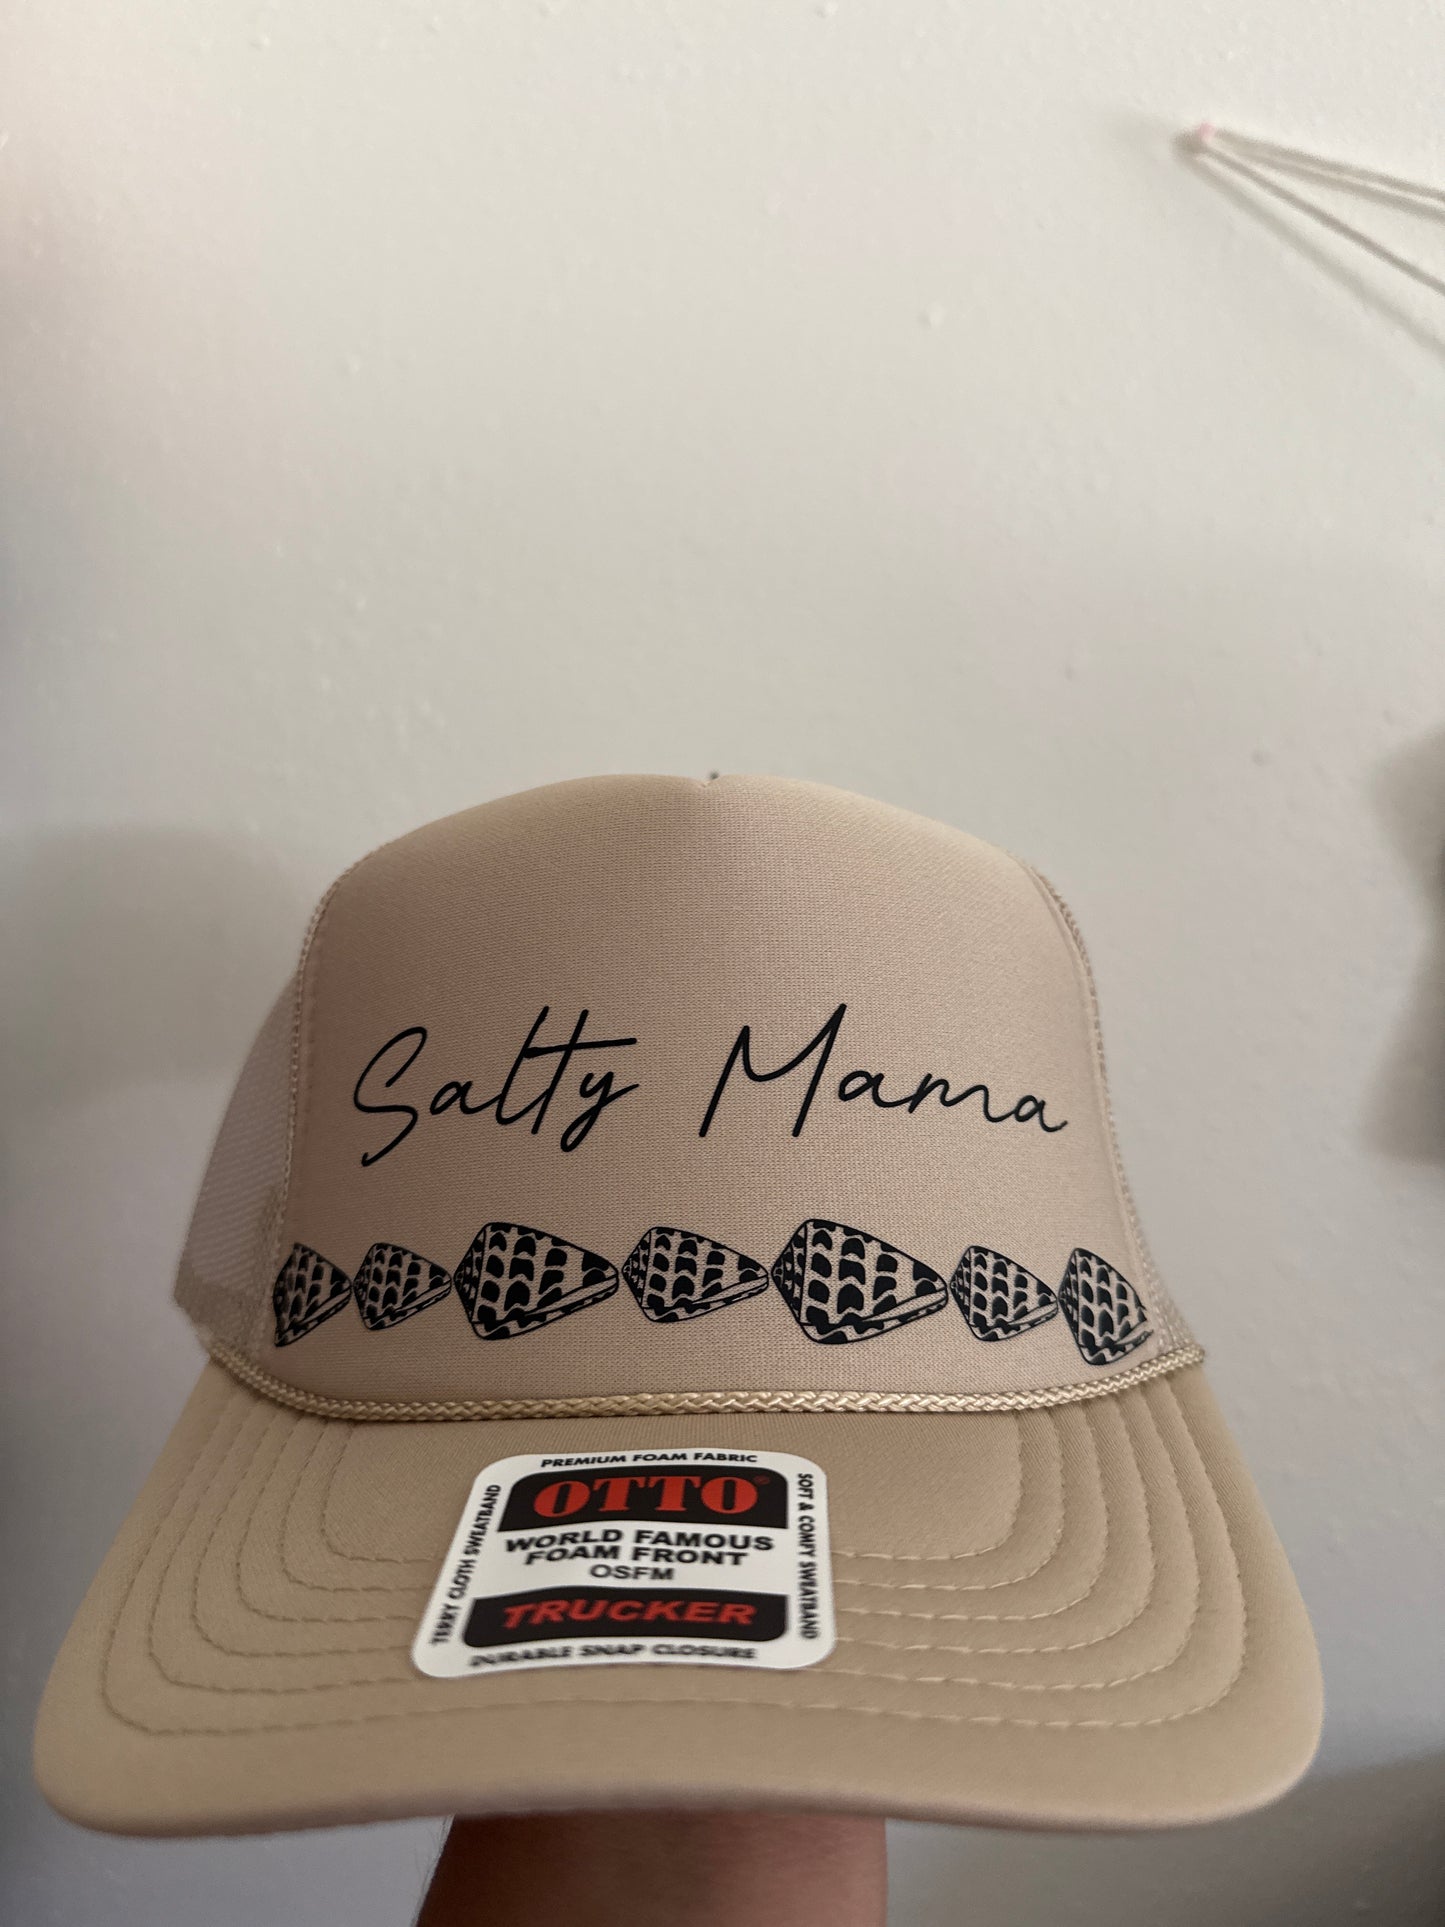 Salty Mama
PREMIUM FOAM FABRIC
OTTO®
WORLD FAMOUS
FOAM FRONT
OSFM
TRUCKER
DURABLE SNAP CLOSURE
TERRY CLOTH SWEATBAND
SOFT & COMFY SWEATBAND